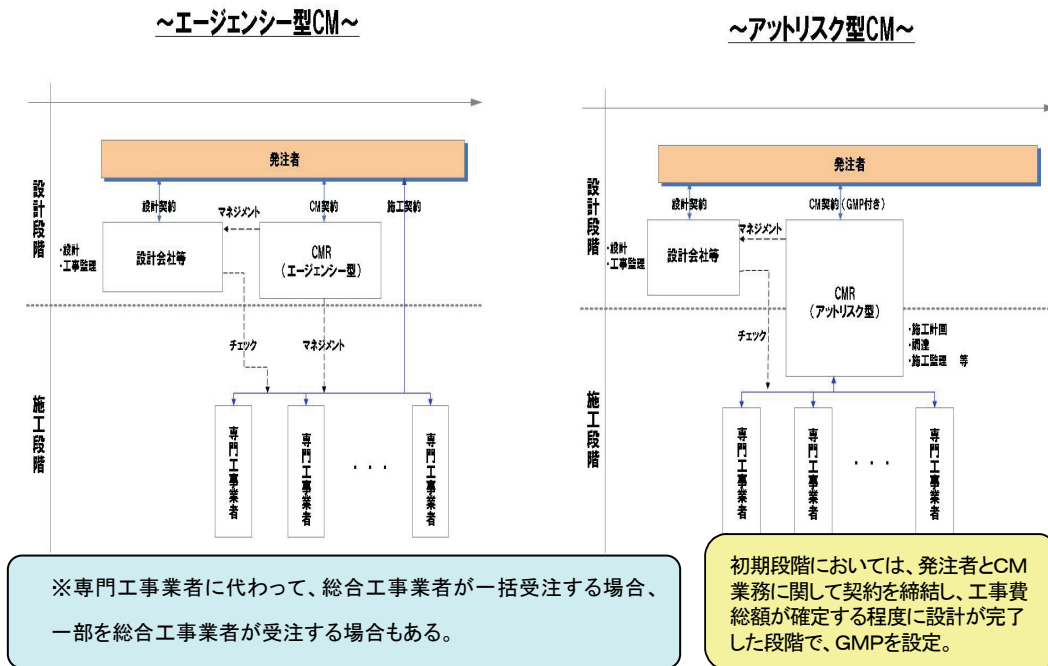 ~エージェンシー型CM~
発注者
設計契約
CM契約
施工契約
マネジメント
設計段階
・設計
・工事監理
設計会社等
CMR
(エージェンシー型)
チェック
マネジメント
施工段階
専門工事業者
専門工事業者
・・・
専門工事業者
※専門工事業者に代わって、総合工事業者が一括受注する場合、
一部を総合工事業者が受注する場合もある。
~アットリスク型CM~
発注者
設計契約
CM契約(GMP付き)
マネジメント
設計段階
・設計
・工事監理
設計会社等
CMR
(アットリスク型)
・施工計画
・調達
・施工監理 等
チェック
施工段階
専門工事業者
専門工事業者
・・・
専門工事業者
初期段階においては、発注者とCM
業務に関して契約を締結し、工事費
総額が確定する程度に設計が完了
した段階で、GMPを設定。